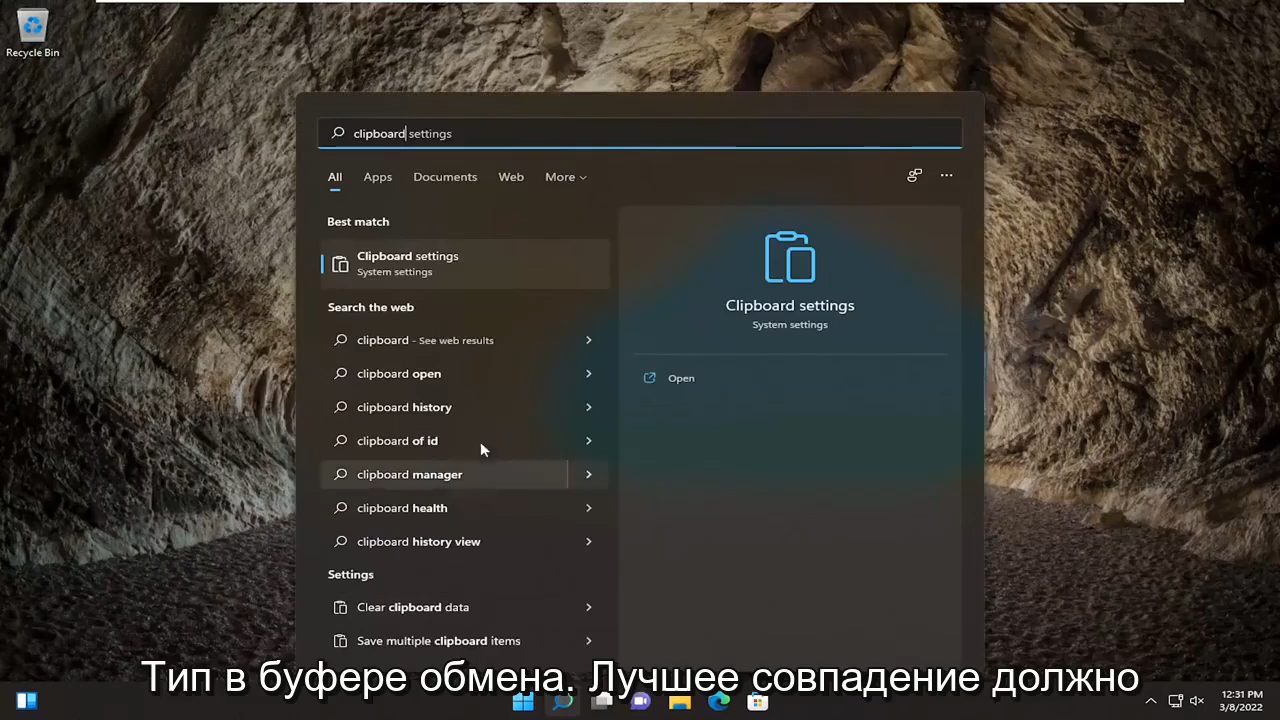 Recycle Bin
clipboard settings
All Apps Documents Web More
Best match
Clipboard settings
System settings
Search the web
clipboard - See web results
clipboard open
clipboard history
clipboard of id
clipboard manager
clipboard health
clipboard history view
Settings
Clear clipboard data
Save multiple clipboard items
Clipboard settings
System settings
Open
Тип в буфере обмена. Лучшее совпадение должно
12:31 PM
3/8/2022